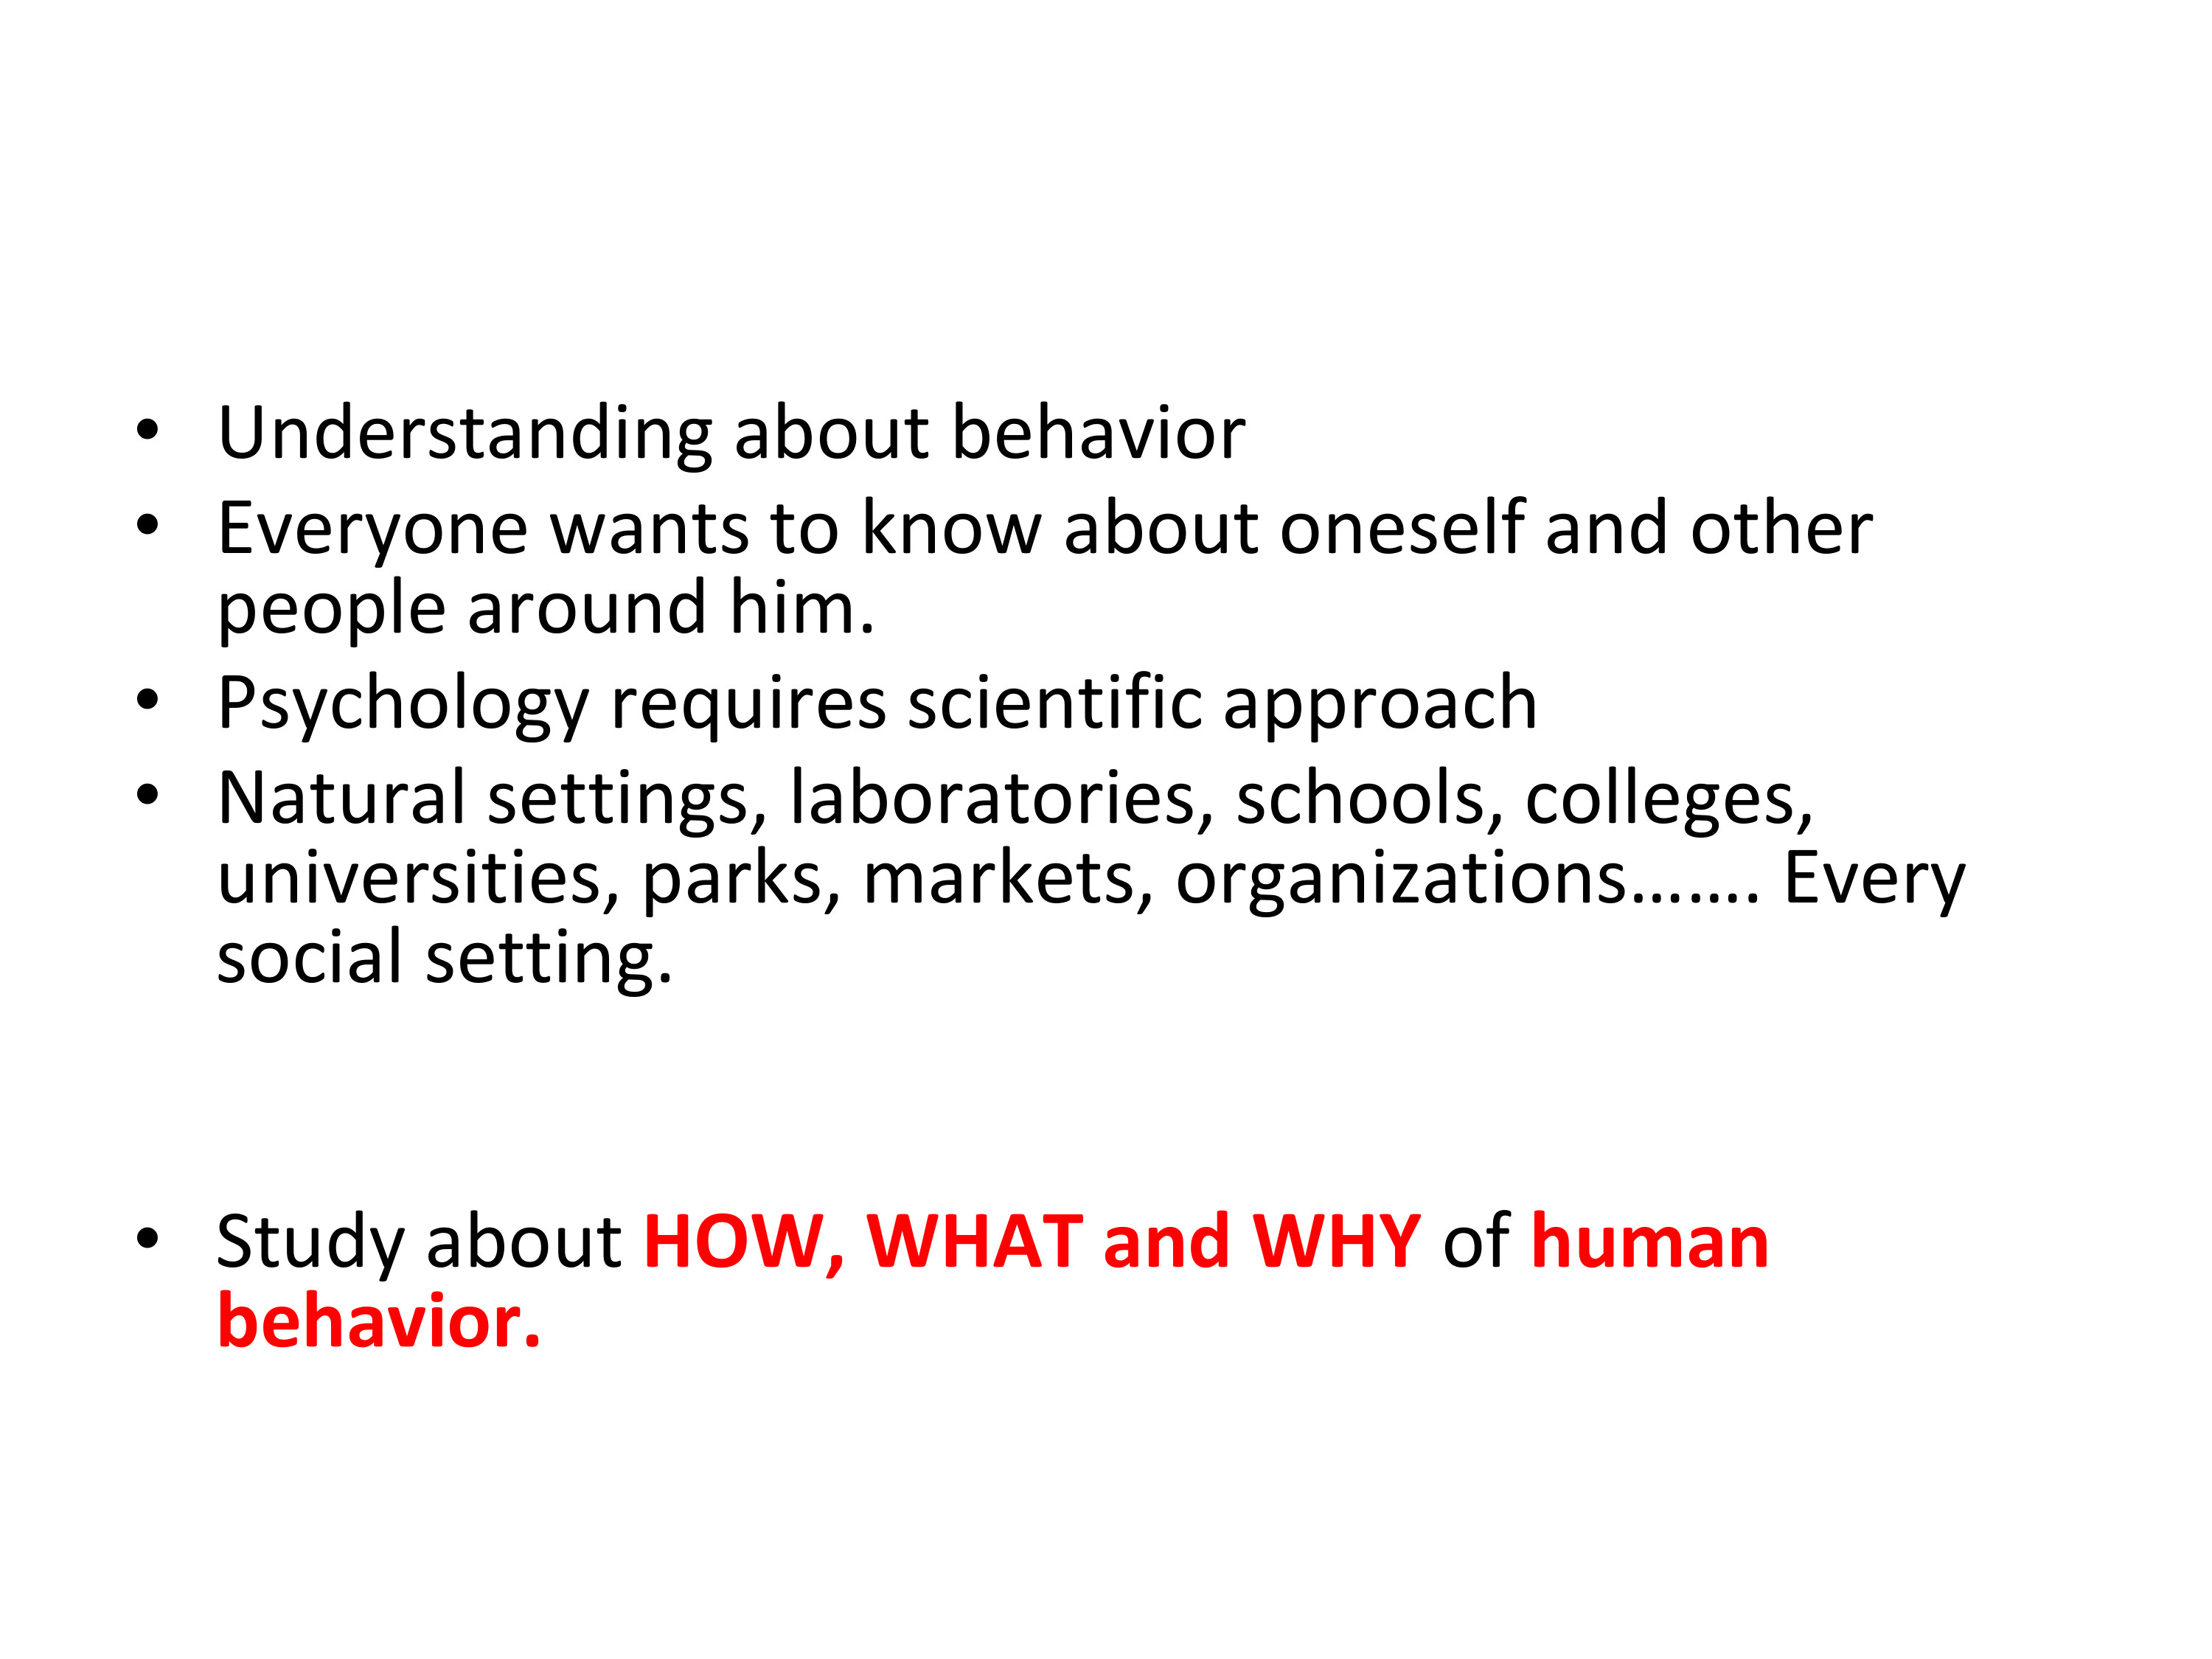 • Understanding about behavior
• Everyone wants to know about oneself and other
people around him.
• Psychology requires scientific approach
• Natural settings, laboratories, schools, colleges,
universities, parks, markets, organizations....... Every
social setting.
• Study about HOW, WHAT and WHY of human
behavior.